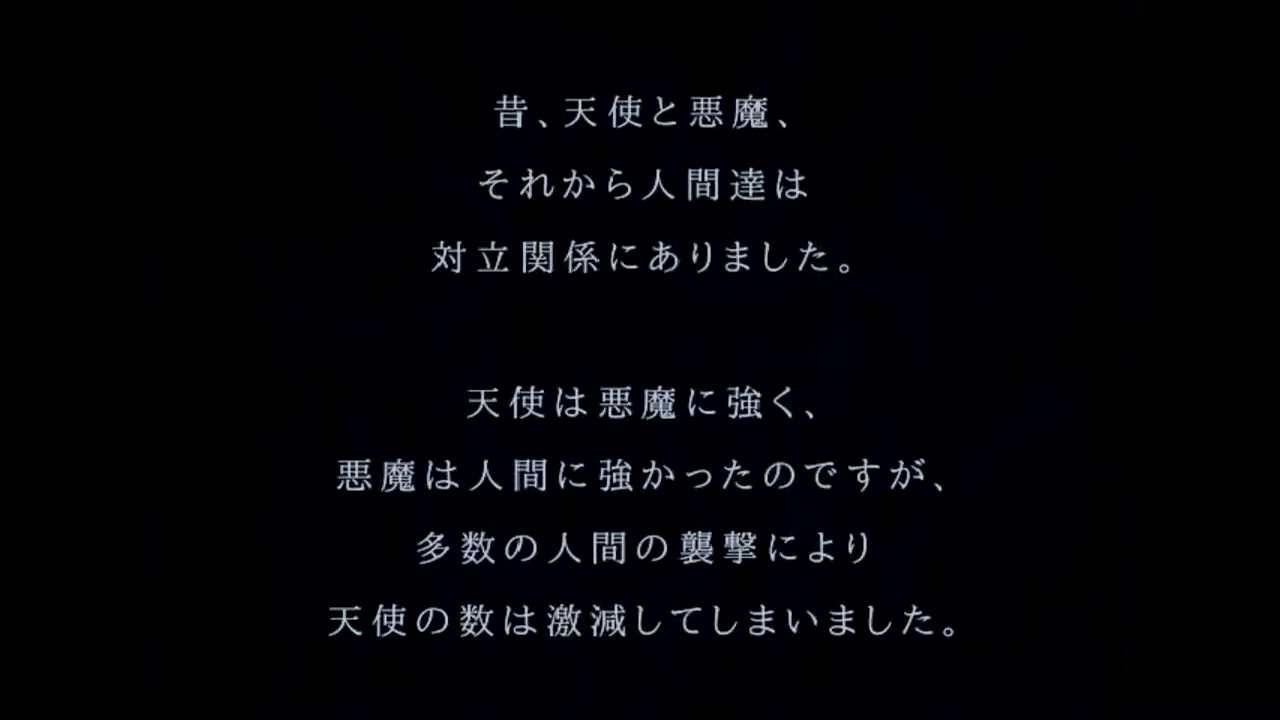 昔、天使と悪魔、
それから人間達は
対立関係にありました。
天使は悪魔に強く、
悪魔は人間に強かったのですが、
多数の人間の襲撃により
天使の数は激減してしまいました。